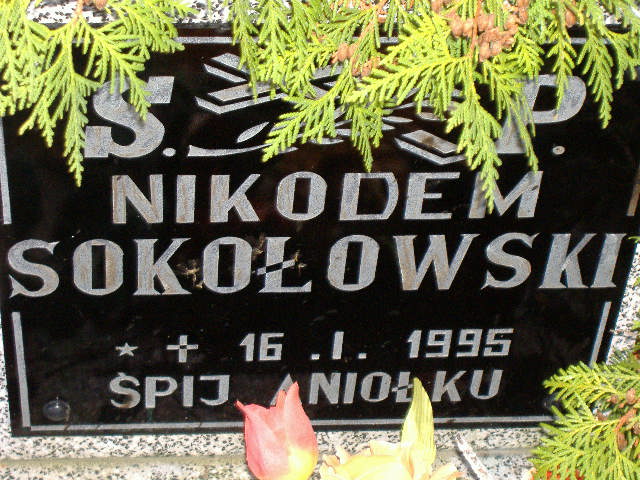 S. P.
NIKODEM
SOKOŁOWSKI
* + 16 . I . 1995
ŚPIJ ANIOŁKU